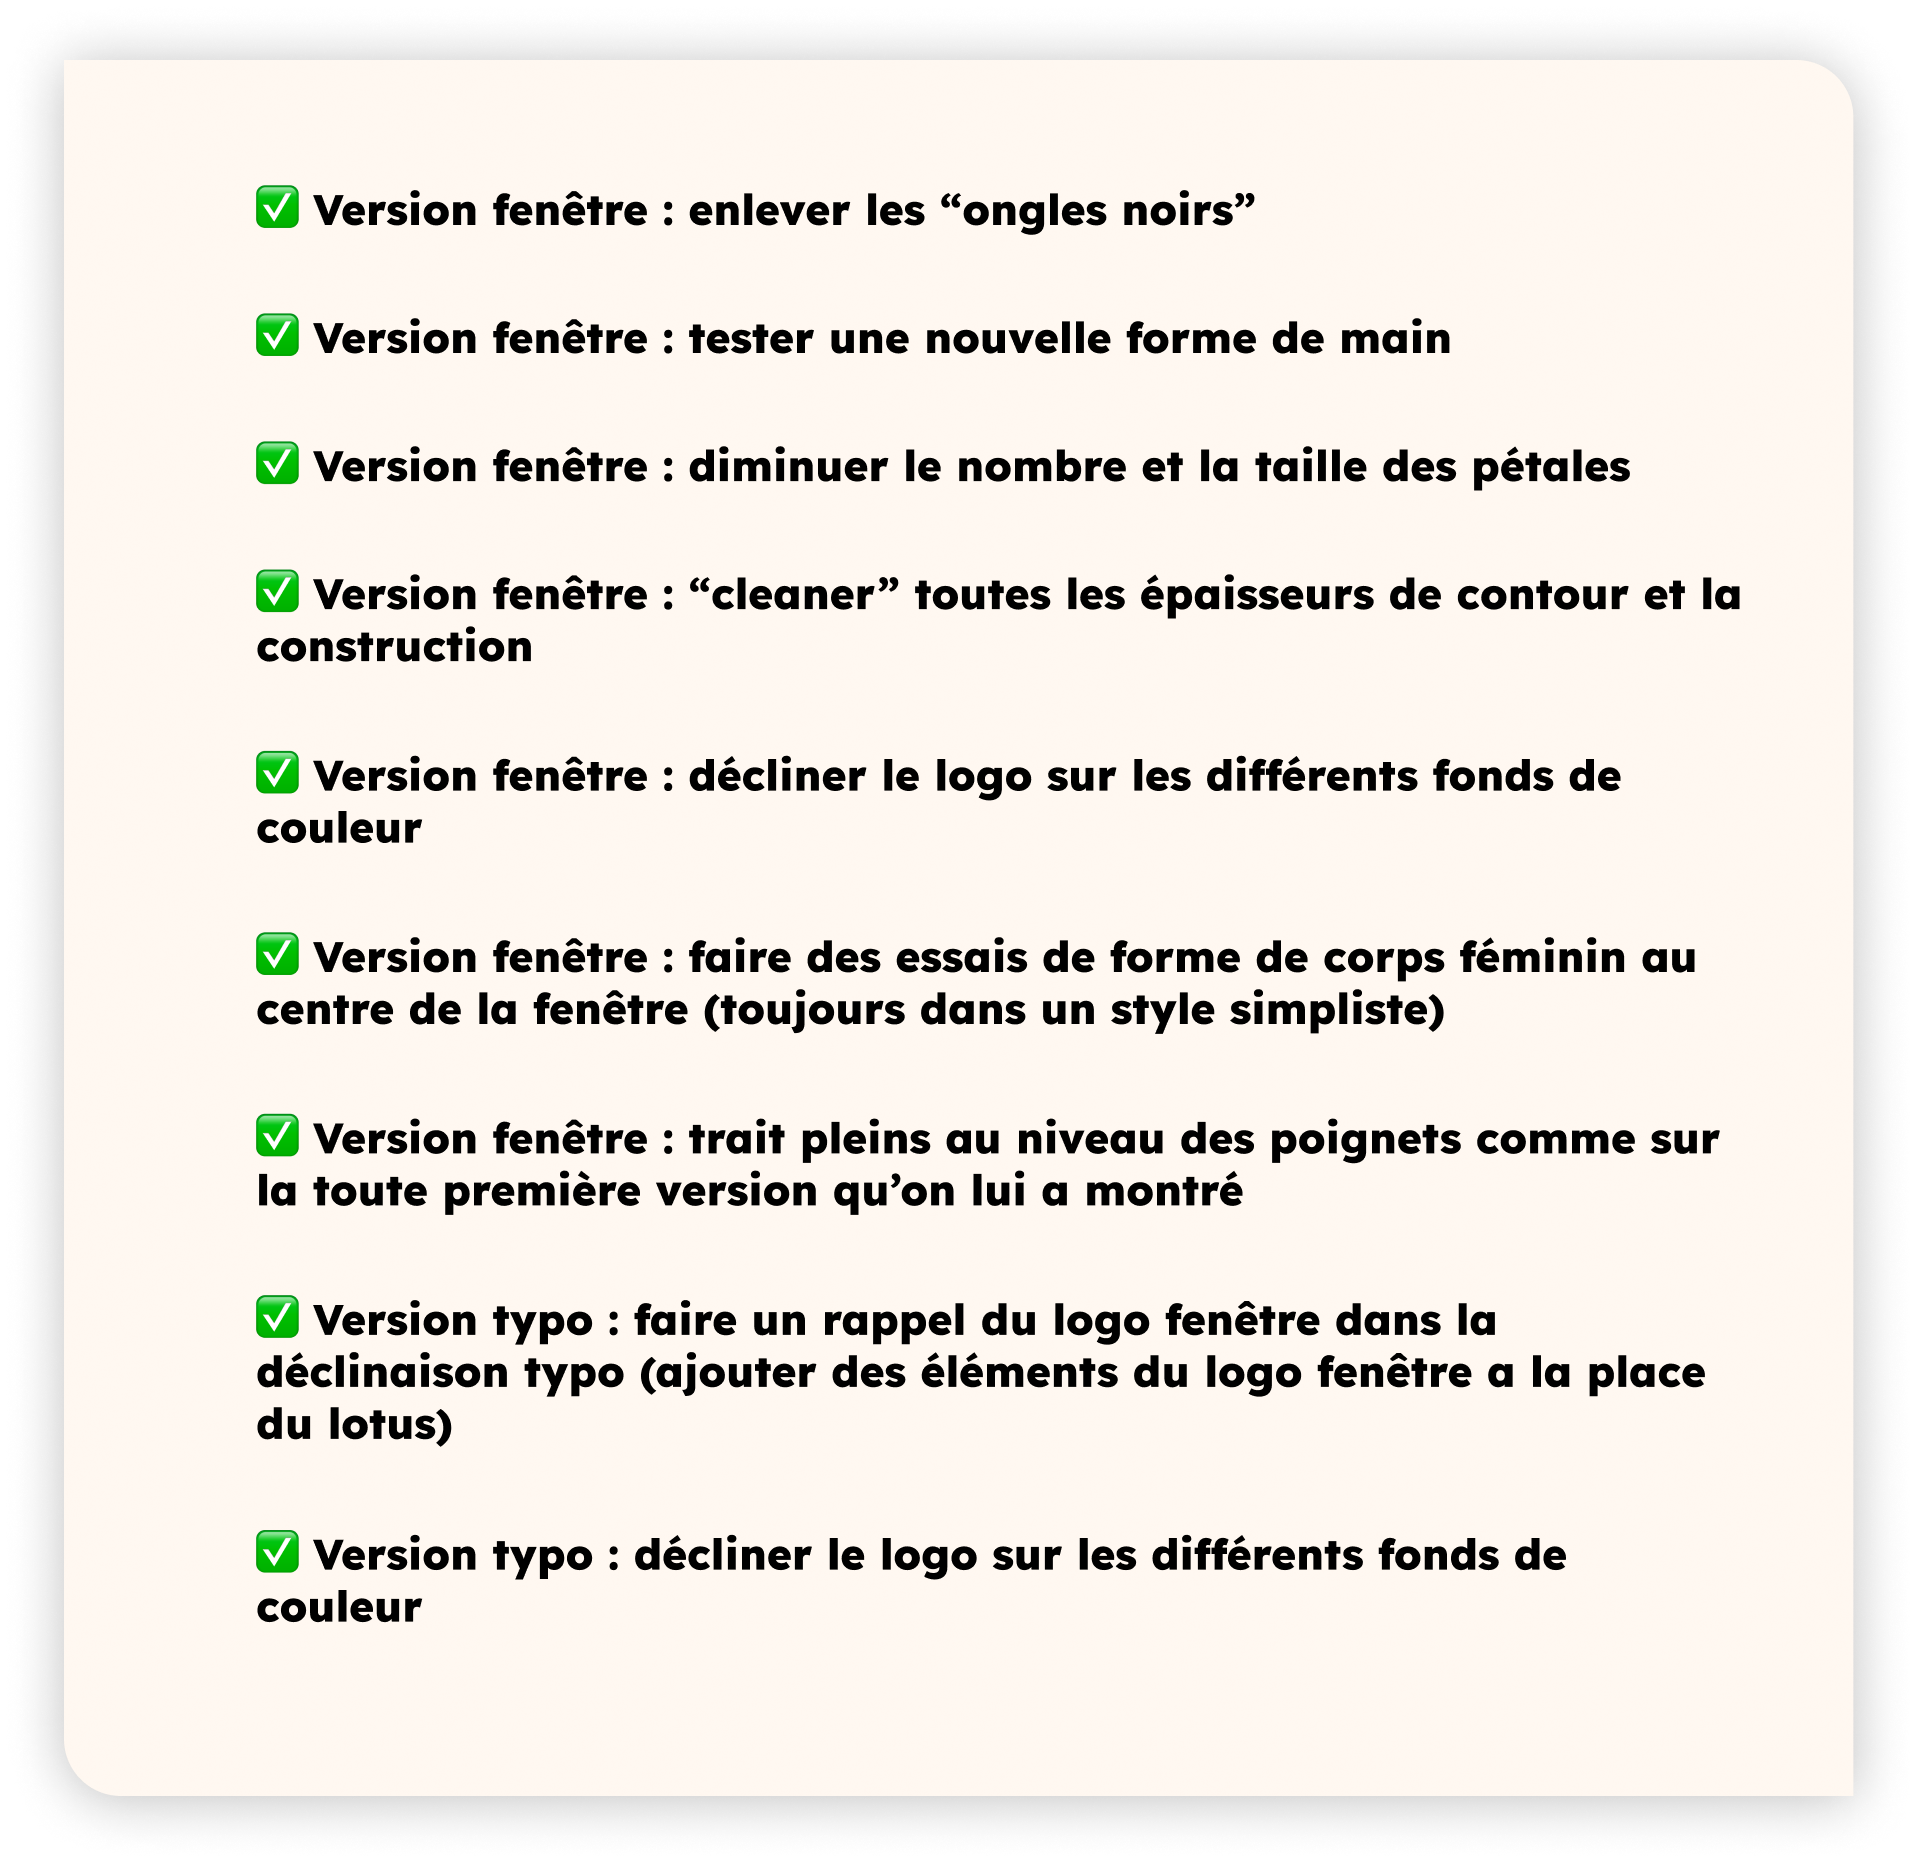 ✅ Version fenêtre : enlever les “ongles noirs”
✅ Version fenêtre : tester une nouvelle forme de main
✅ Version fenêtre : diminuer le nombre et la taille des pétales
✅ Version fenêtre : “cleaner” toutes les épaisseurs de contour et la
construction
✅ Version fenêtre : décliner le logo sur les différents fonds de
couleur
✅ Version fenêtre : faire des essais de forme de corps féminin au
centre de la fenêtre (toujours dans un style simpliste)
✅ Version fenêtre : trait pleins au niveau des poignets comme sur
la toute première version qu’on lui a montré
✅ Version typo : faire un rappel du logo fenêtre dans la
déclinaison typo (ajouter des éléments du logo fenêtre a la place
du lotus)
✅ Version typo : décliner le logo sur les différents fonds de
couleur